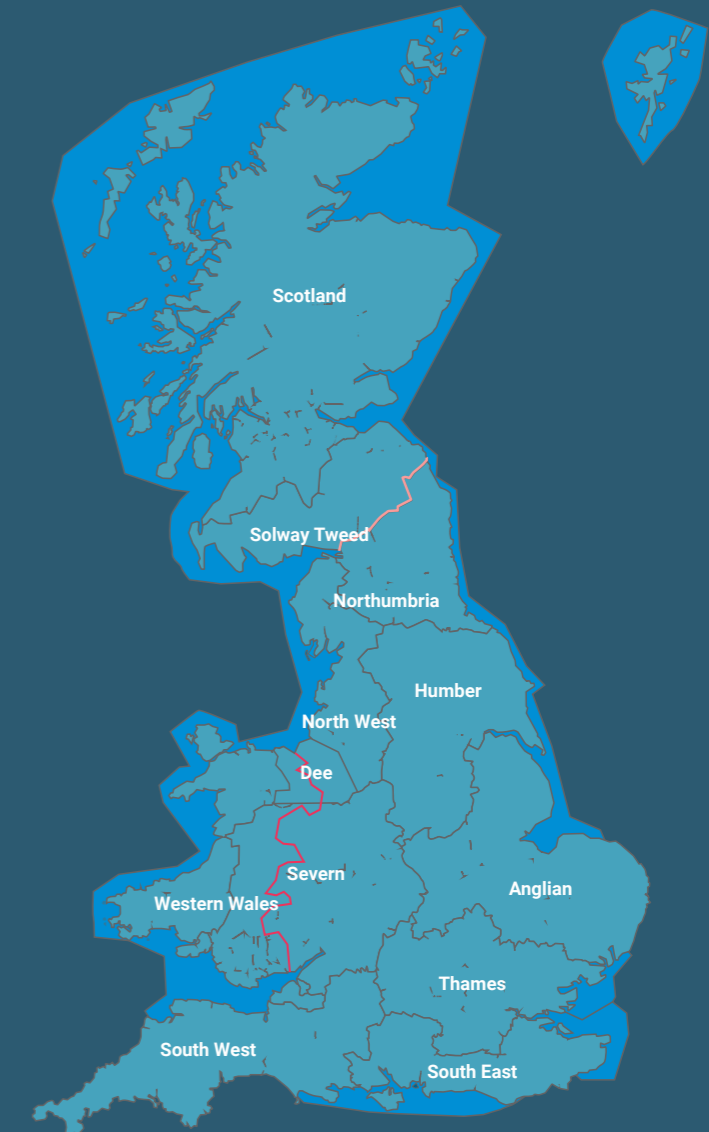 Scotland
Solway Tweed
Northumbria
Humber
North West
Dee
Severn
Anglian
Western Wales
Thames
South West
South East